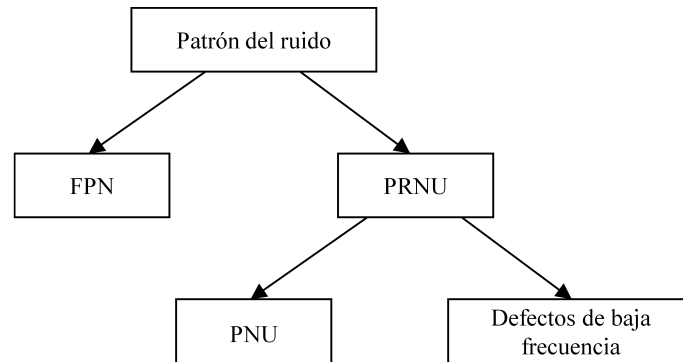 Patrón del ruido
FPN
PRNU
PNU
Defectos de baja
frecuencia